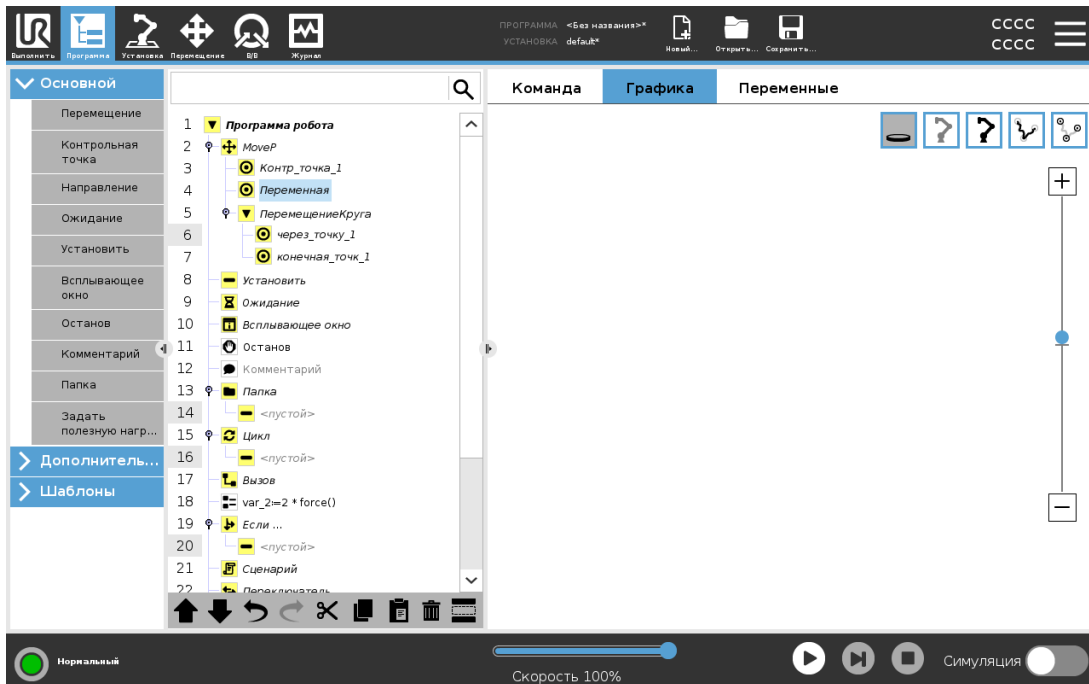 ПРОГРАММА <Без названия>*
УСТАНОВКА default*
Выполнить Программа Установка Перемещение В/В Журнал
Новый... Открыть... Сохранить...
CCCC
CCCC
Основной
Перемещение
Контрольная
точка
Направление
Ожидание
Установить
Всплывающее
окно
Останов
Комментарий
Папка
Задать
полезную нагр...
Дополнитель...
Шаблоны
1 Программа робота
2 MoveP
3 Контр_точка_1
4 Переменная
5 ПеремещениеКруга
6 через_точку_1
7 конечная_точк_1
8 Установить
9 Ожидание
10 Всплывающее окно
11 Останов
12 Комментарий
13 Папка
14 <пустой>
15 Цикл
16 <пустой>
17 Вызов
18 var_2≔2 * force()
19 Если ...
20 <пустой>
21 Сценарий
22 Переключатель
Команда Графика Переменные
Нормальный
Скорость 100%
Симуляция